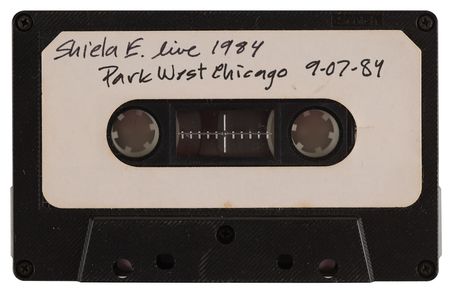 Shiela E. live 1984
Park West Chicago 9-07-84